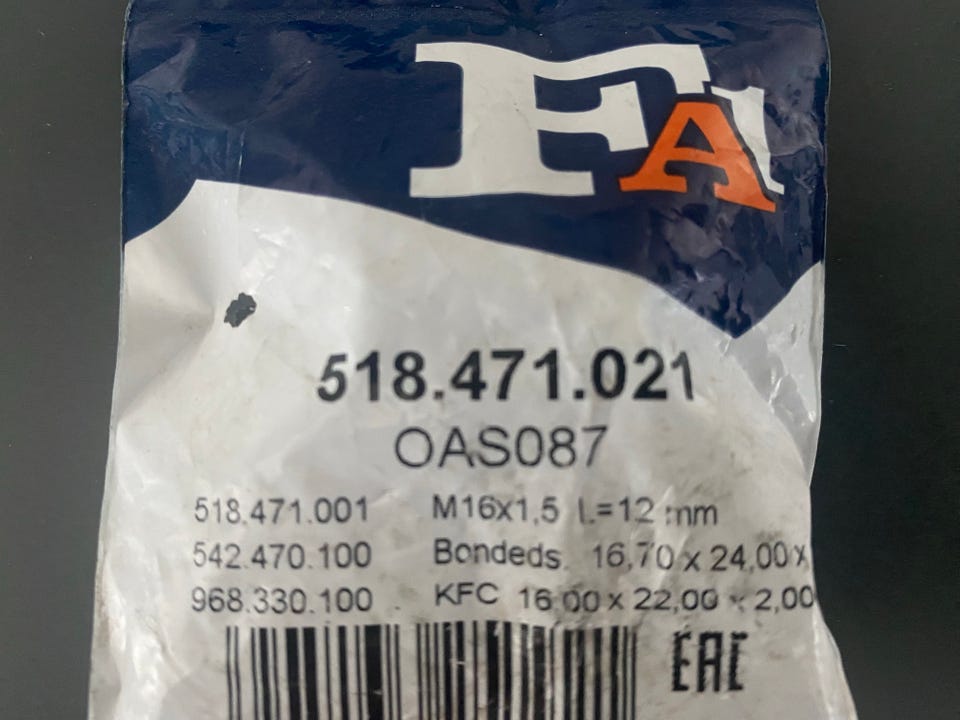 FA1
518.471.021
OAS087
518.471.001 M16x1,5 L=12 mm
542.470.100 Bondeds. 16,70 x 24,00 x
968.330.100 KFC 16,00 x 22,00 x 2,00
EAC